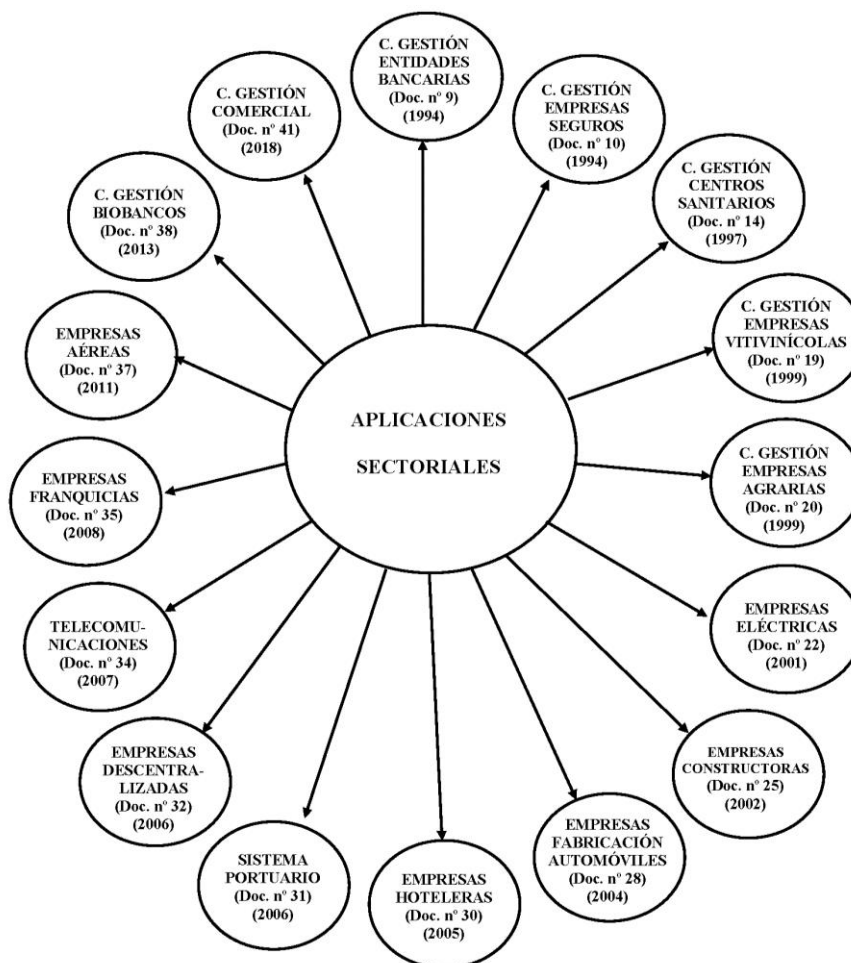 C. GESTIÓN
ENTIDADES
BANCARIAS
(Doc. nº 9)
(1994)
C. GESTIÓN
EMPRESAS
SEGUROS
(Doc. nº 10)
(1994)
C. GESTIÓN
CENTROS
SANITARIOS
(Doc. nº 14)
(1997)
C. GESTIÓN
EMPRESAS
VITIVINÍCOLAS
(Doc. nº 19)
(1999)
C. GESTIÓN
EMPRESAS
AGRARIAS
(Doc. nº 20)
(1999)
EMPRESAS
ELÉCTRICAS
(Doc. nº 22)
(2001)
EMPRESAS
CONSTRUCTORAS
(Doc. nº 25)
(2002)
EMPRESAS
FABRICACIÓN
AUTOMÓVILES
(Doc. nº 28)
(2004)
EMPRESAS
HOTELERAS
(Doc. nº 30)
(2005)
SISTEMA
PORTUARIO
(Doc. nº 31)
(2006)
EMPRESAS
DESCENTRA-
LIZADAS
(Doc. nº 32)
(2006)
TELECOMU-
NICACIONES
(Doc. nº 34)
(2007)
EMPRESAS
FRANQUICIAS
(Doc. nº 35)
(2008)
EMPRESAS
AÉREAS
(Doc. nº 37)
(2011)
C. GESTIÓN
BIOBANCOS
(Doc. nº 38)
(2013)
C. GESTIÓN
COMERCIAL
(Doc. nº 41)
(2018)
APLICACIONES
SECTORIALES